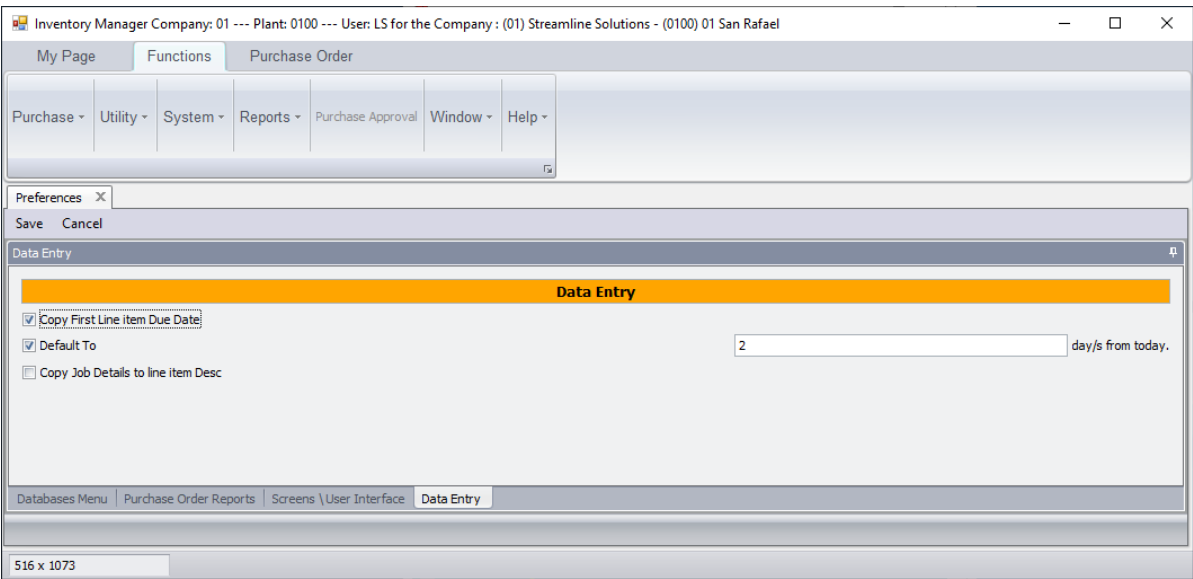 Inventory Manager Company: 01 --- Plant: 0100 --- User: LS for the Company : (01) Streamline Solutions - (0100) 01 San Rafael
My Page Functions Purchase Order
Purchase Utility System Reports Purchase Approval Window Help
Preferences X
Save Cancel
Data Entry
Data Entry
Copy First Line item Due Date
Default To 2 day/s from today.
Copy Job Details to line item Desc
Databases Menu Purchase Order Reports Screens \ User Interface Data Entry
516 x 1073